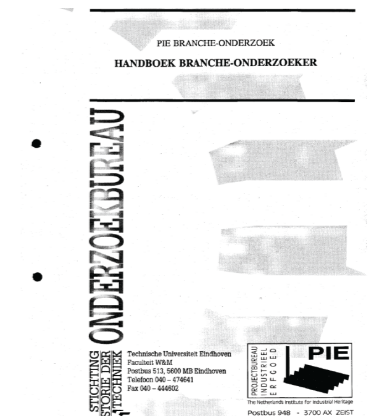 PIE BRANCHE-ONDERZOEK
HANDBOEK BRANCHE-ONDERZOEKER
ONDERZOEKBUREAU
STICHTING
HISTORIE DER
TECHNIEK
Technische Universiteit Eindhoven
Faculteit W&M
Postbus 513, 5600 MB Eindhoven
Telefoon 040 – 474641
Fax 040 – 444602
PROJECTBUREAU
INDUSTRIEEL
ERFGOED
PIE
The Netherlands Institute for Industrial Heritage
Postbus 948 - 3700 AX ZEIST